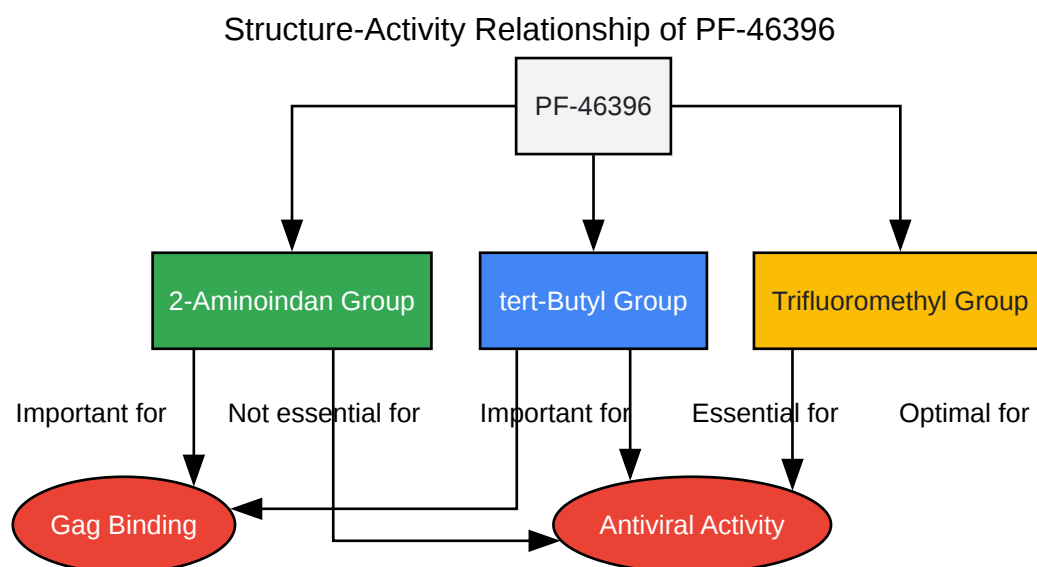 Structure-Activity Relationship of PF-46396
PF-46396
2-Aminoindan Group
tert-Butyl Group
Trifluoromethyl Group
Important for
Not essential for
Important for
Essential for
Optimal for
Gag Binding
Antiviral Activity